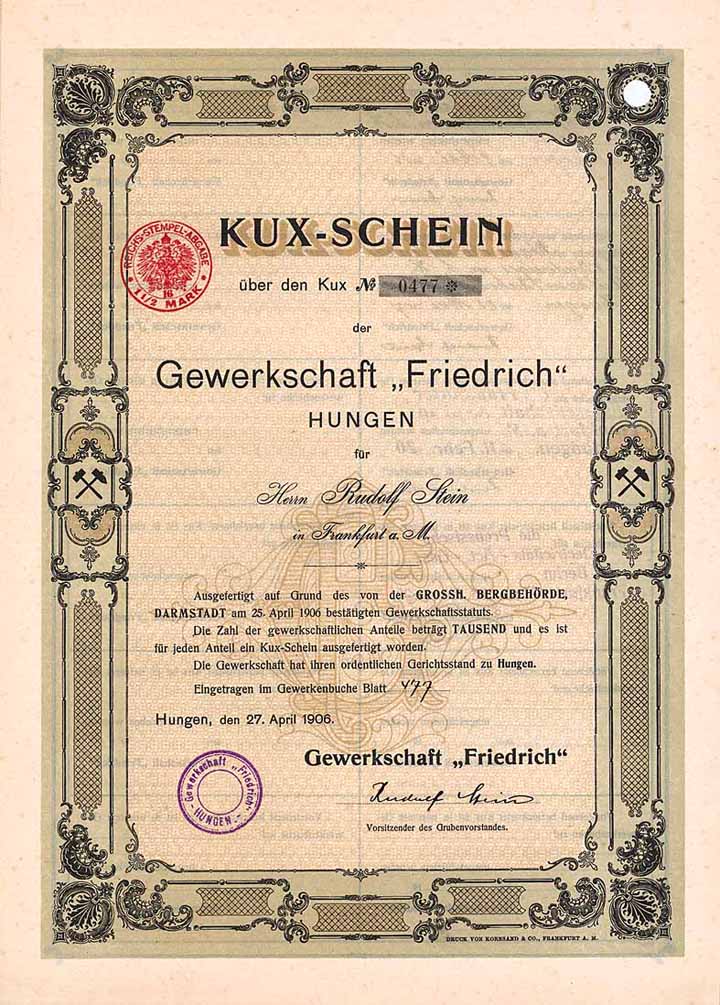 KUX-SCHEIN
REICHS-STEMPEL-ABGABE
16
1 1/2 MARK
über den Kux № 0477
der
Gewerkschaft „Friedrich“
HUNGEN
für
Herrn Rudolf Stein
in Frankfurt a. M.
Ausgefertigt auf Grund des von der GROSSH. BERGBEHÖRDE,
DARMSTADT am 25. April 1906 bestätigten Gewerkschaftsstatuts.
Die Zahl der gewerkschaftlichen Anteile beträgt TAUSEND und es ist
für jeden Anteil ein Kux-Schein ausgefertigt worden.
Die Gewerkschaft hat ihren ordentlichen Gerichtsstand zu Hungen.
Eingetragen im Gewerkenbuche Blatt 477
Hungen, den 27. April 1906.
Gewerkschaft „Friedrich“
Gewerkschaft „Friedrich“
HUNGEN.
Rudolf Stein
Vorsitzender des Grubenvorstandes.
DRUCK VON KORNSAND & CO., FRANKFURT A. M.